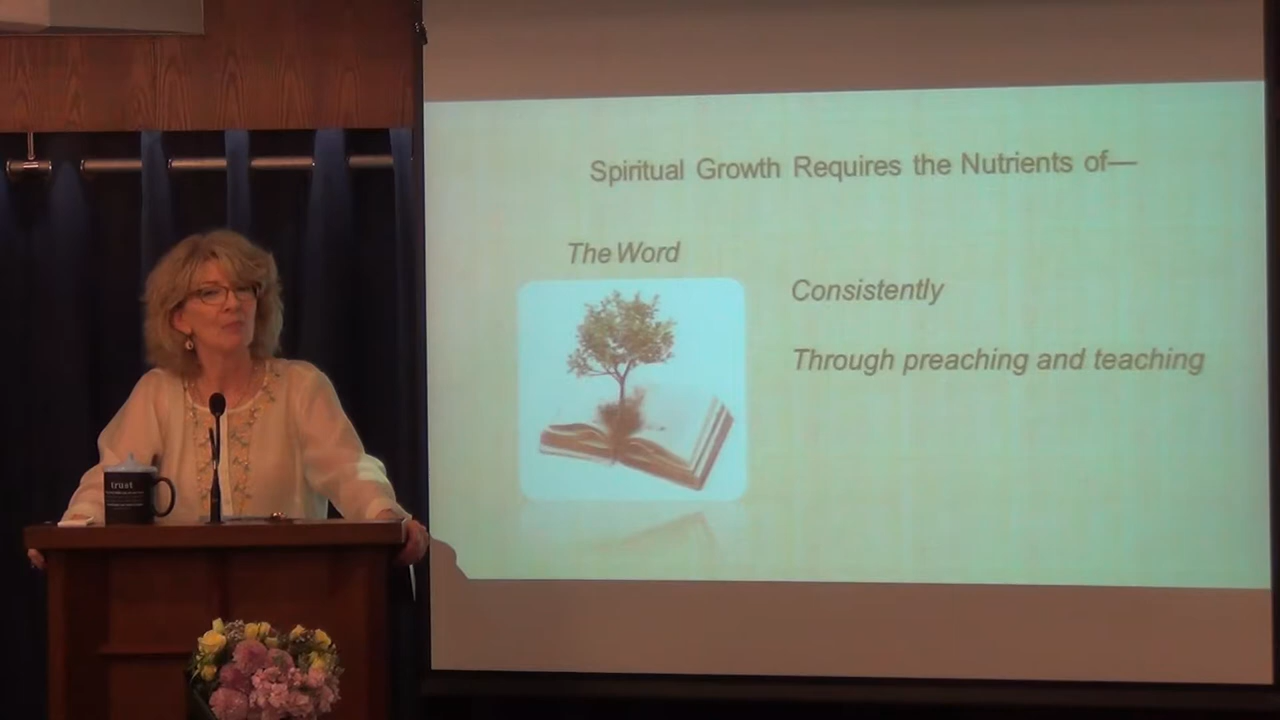 Spiritual Growth Requires the Nutrients of—
The Word
Consistently
Through preaching and teaching
trust